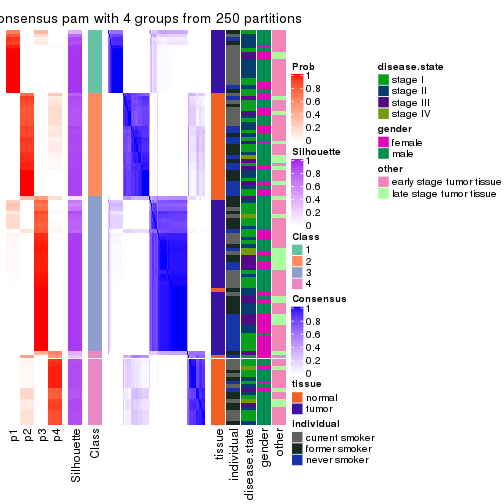 onsensus pam with 4 groups from 250 partitions
Prob
1
0.8
0.6
0.4
0.2
0
Silhouette
1
0.8
0.6
0.4
0.2
0
Class
1
2
3
4
Consensus
1
0.8
0.6
0.4
0.2
0
tissue
normal
tumor
individual
current smoker
former smoker
never smoker
disease.state
stage I
stage II
stage III
stage IV
gender
female
male
other
early stage tumor tissue
late stage tumor tissue
p1
p2
p3
p4
Silhouette
Class
tissue
individual
disease.state
gender
other